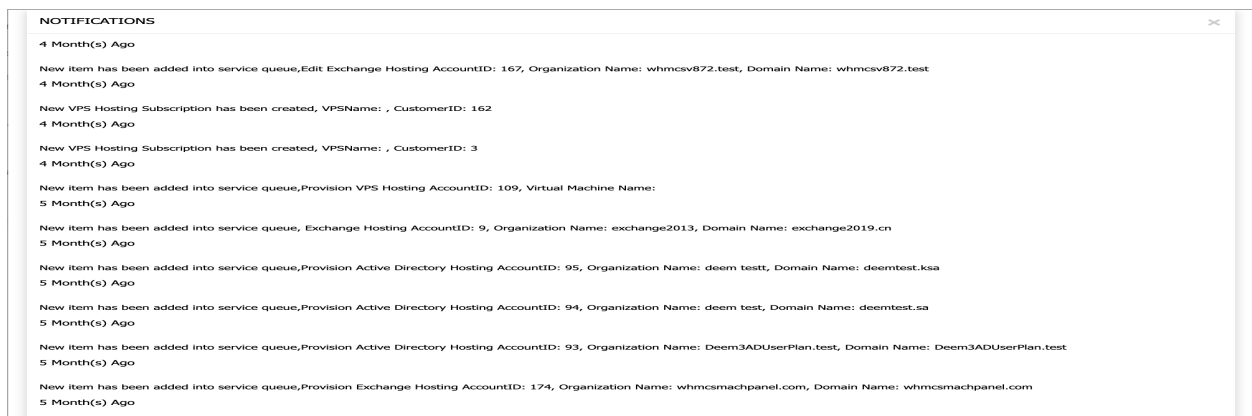 NOTIFICATIONS
4 Month(s) Ago
New item has been added into service queue,Edit Exchange Hosting AccountID: 167, Organization Name: whmcsv872.test, Domain Name: whmcsv872.test
4 Month(s) Ago
New VPS Hosting Subscription has been created, VPSName: , CustomerID: 162
4 Month(s) Ago
New VPS Hosting Subscription has been created, VPSName: , CustomerID: 3
4 Month(s) Ago
New item has been added into service queue,Provision VPS Hosting AccountID: 109, Virtual Machine Name:
5 Month(s) Ago
New item has been added into service queue, Exchange Hosting AccountID: 9, Organization Name: exchange2013, Domain Name: exchange2019.cn
5 Month(s) Ago
New item has been added into service queue,Provision Active Directory Hosting AccountID: 95, Organization Name: deem testt, Domain Name: deemtest.ksa
5 Month(s) Ago
New item has been added into service queue,Provision Active Directory Hosting AccountID: 94, Organization Name: deem test, Domain Name: deemtest.sa
5 Month(s) Ago
New item has been added into service queue,Provision Active Directory Hosting AccountID: 93, Organization Name: Deem3ADUserPlan.test, Domain Name: Deem3ADUserPlan.test
5 Month(s) Ago
New item has been added into service queue,Provision Exchange Hosting AccountID: 174, Organization Name: whmcsmachpanel.com, Domain Name: whmcsmachpanel.com
5 Month(s) Ago